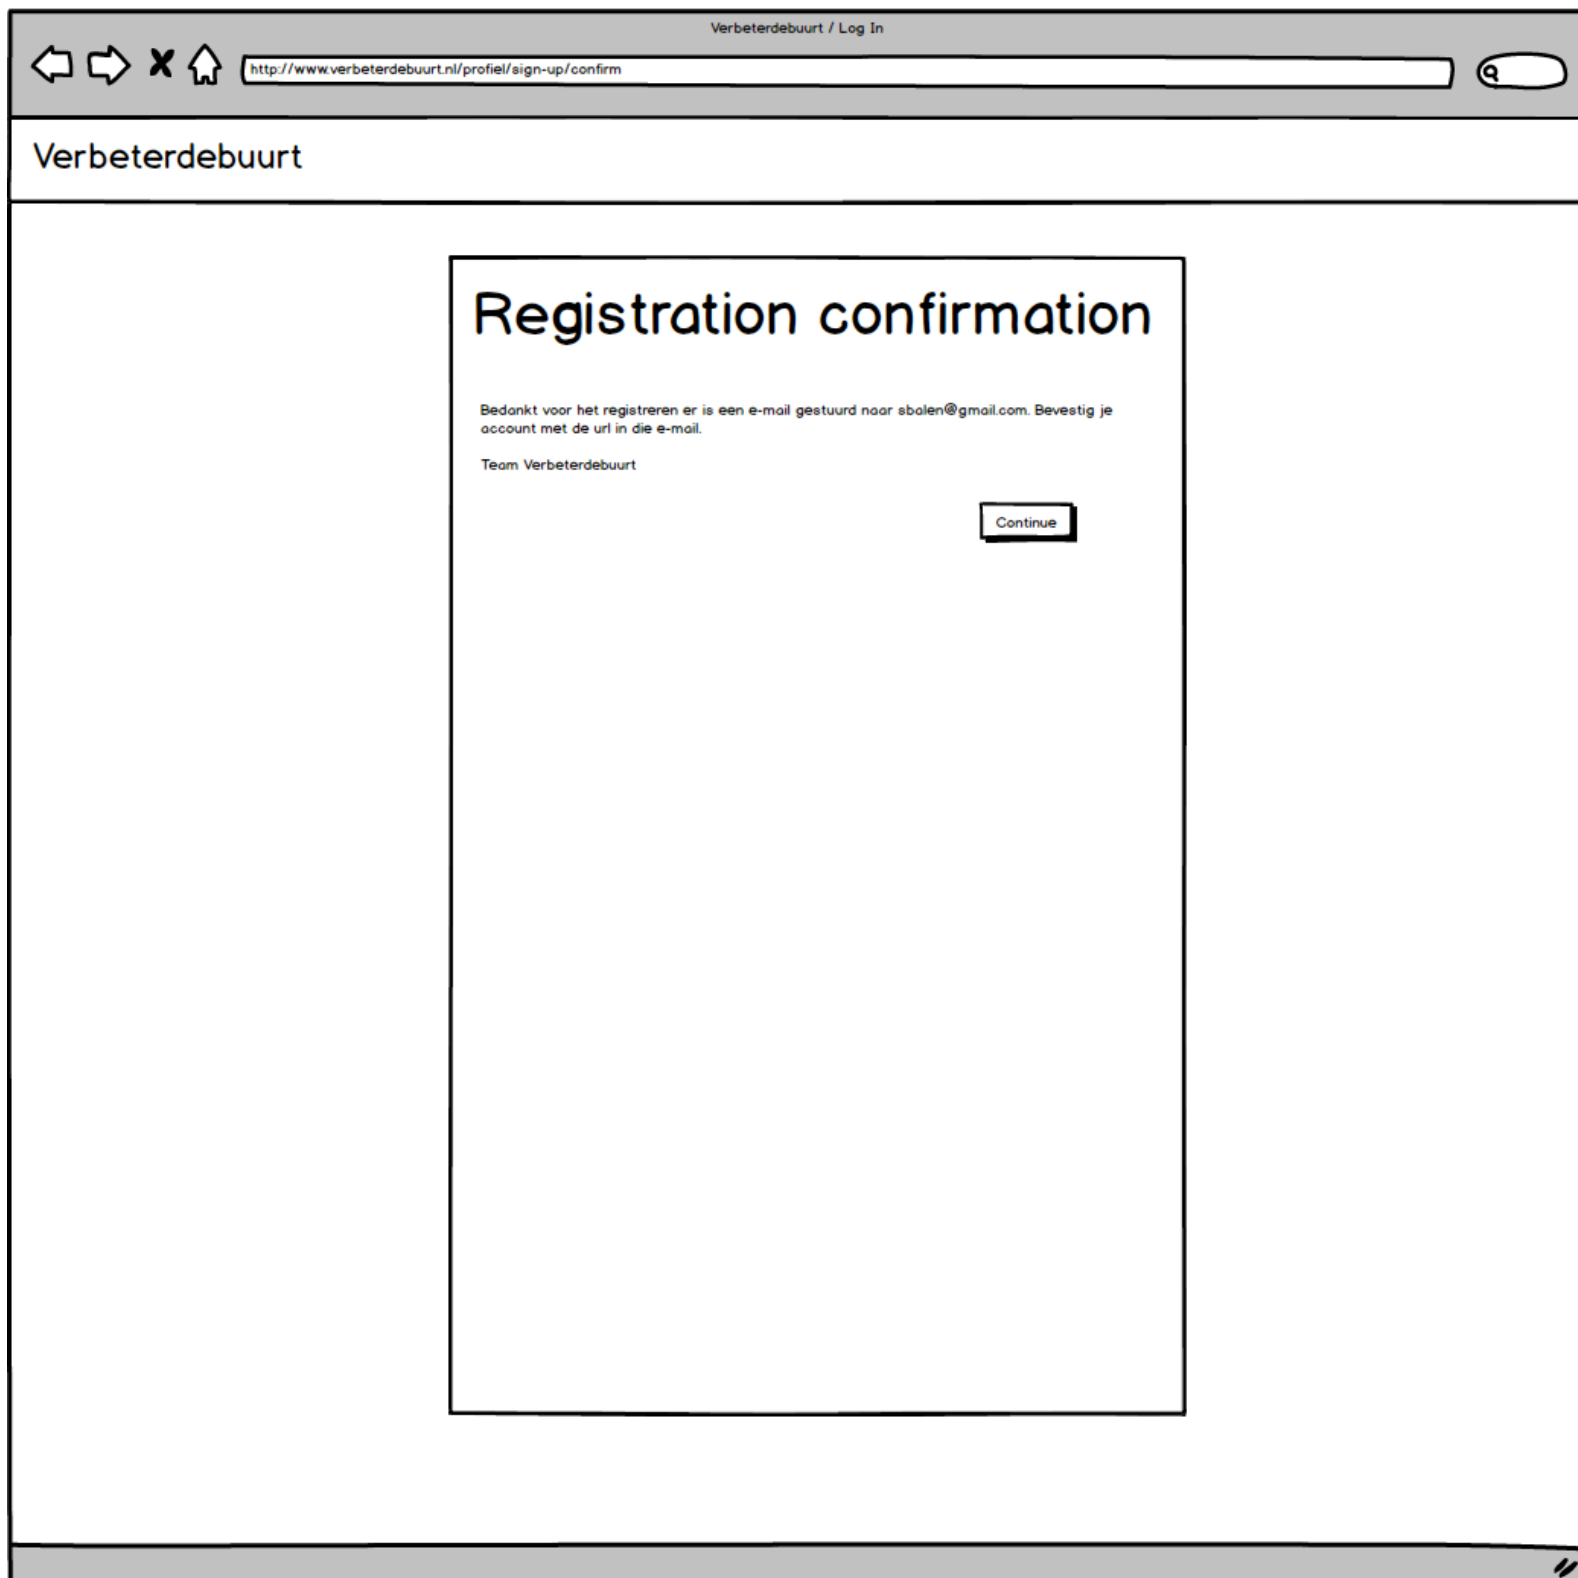 Verbeterdebuurt / Log In
http://www.verbeterdebuurt.nl/profiel/sign-up/confirm
Verbeterdebuurt
Registration confirmation
Bedankt voor het registreren er is een e-mail gestuurd naar sbalen@gmail.com. Bevestig je
account met de url in die e-mail.
Team Verbeterdebuurt
Continue